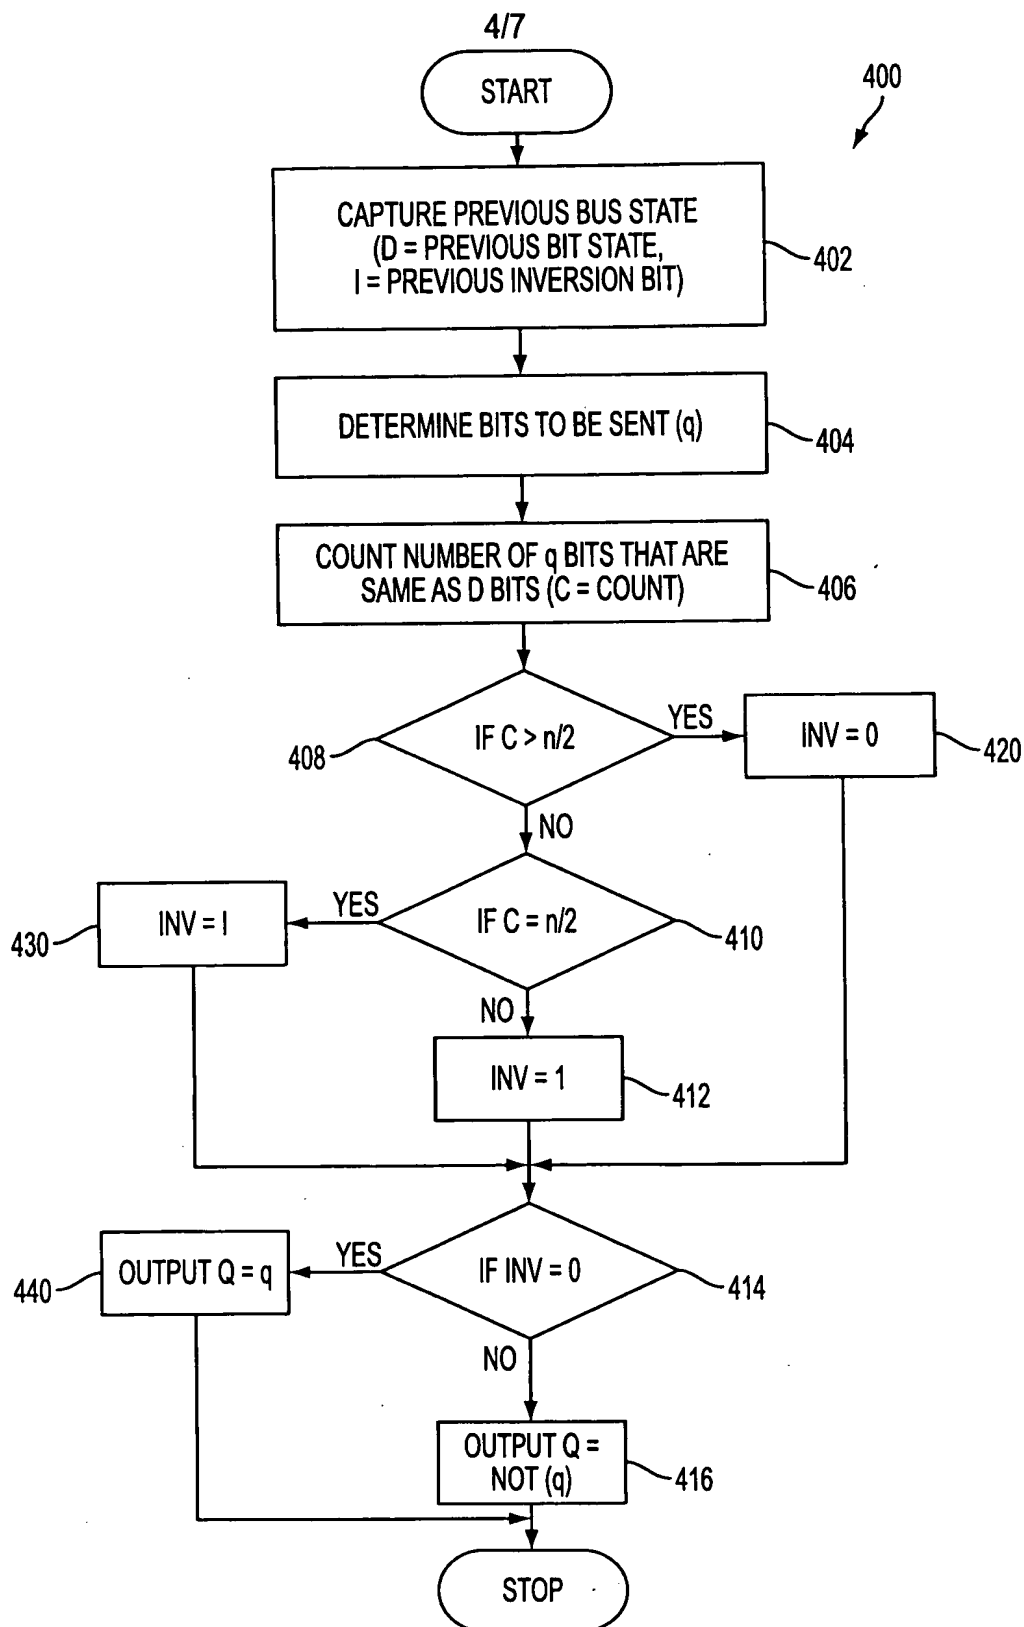 4/7
START
400
CAPTURE PREVIOUS BUS STATE
(D = PREVIOUS BIT STATE,
I = PREVIOUS INVERSION BIT)
402
DETERMINE BITS TO BE SENT (q)
404
COUNT NUMBER OF q BITS THAT ARE
SAME AS D BITS (C = COUNT)
406
IF C > n/2
408
YES
INV = 0
420
NO
IF C = n/2
410
YES
INV = I
430
NO
INV = 1
412
IF INV = 0
414
YES
OUTPUT Q = q
440
NO
OUTPUT Q =
NOT (q)
416
STOP